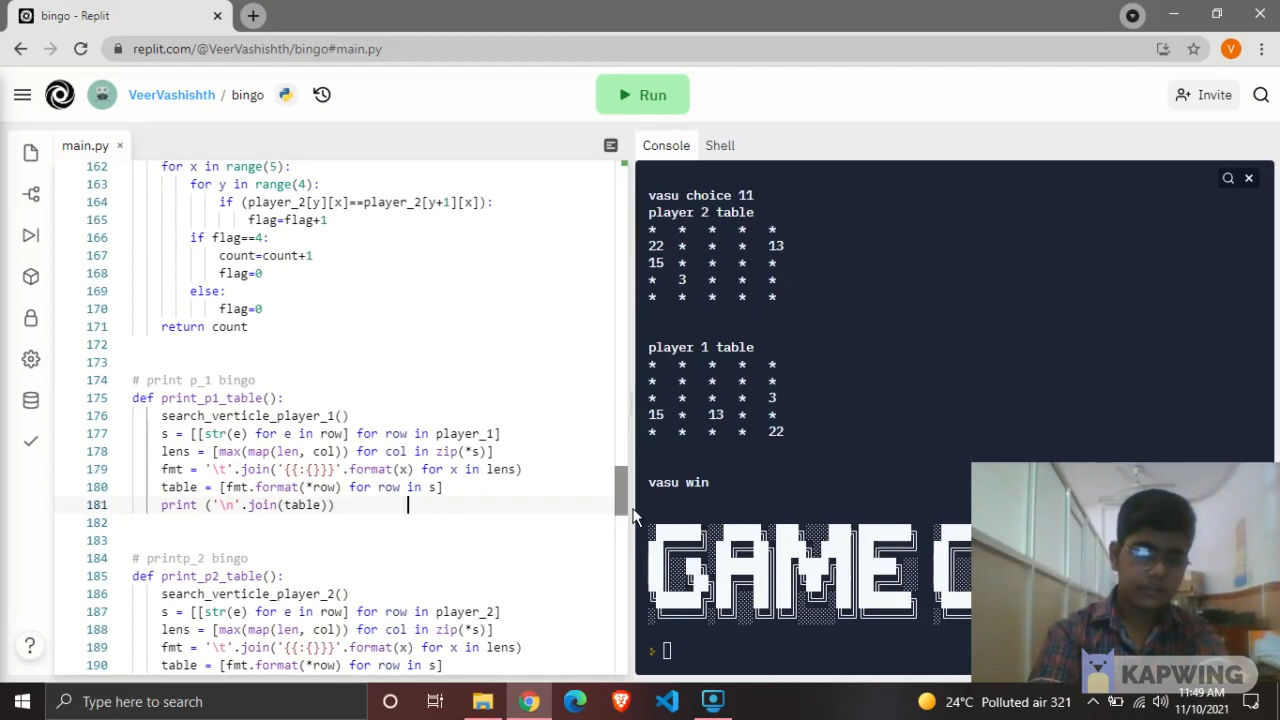 bingo - Replit
replit.com/@VeerVashishth/bingo#main.py
V
VeerVashishth / bingo
Run
Invite
main.py
Console
Shell
162 for x in range(5):
163 for y in range(4):
164 if (player_2[y][x]==player_2[y+1][x]):
165 flag=flag+1
166 if flag==4:
167 count=count+1
168 flag=0
169 else:
170 flag=0
171 return count
172
173
174 # print p_1 bingo
175 def print_p1_table():
176 search_verticle_player_1()
177 s = [[str(e) for e in row] for row in player_1]
178 lens = [max(map(len, col)) for col in zip(*s)]
179 fmt = '\t'.join('{{:{}}}'.format(x) for x in lens)
180 table = [fmt.format(*row) for row in s]
181 print ('\n'.join(table))
182
183
184 # printp_2 bingo
185 def print_p2_table():
186 search_verticle_player_2()
187 s = [[str(e) for e in row] for row in player_2]
188 lens = [max(map(len, col)) for col in zip(*s)]
189 fmt = '\t'.join('{{:{}}}'.format(x) for x in lens)
190 table = [fmt.format(*row) for row in s]
vasu choice 11
player 2 table
* * * * *
22 * * * 13
15 * * * *
* 3 * * *
* * * * *
player 1 table
* * * * *
* * * * *
* * * * 3
15 * 13 * *
* * * * 22
vasu win
GAME
KAPWING
Type here to search
24°C Polluted air 321
11:49 AM
11/10/2021